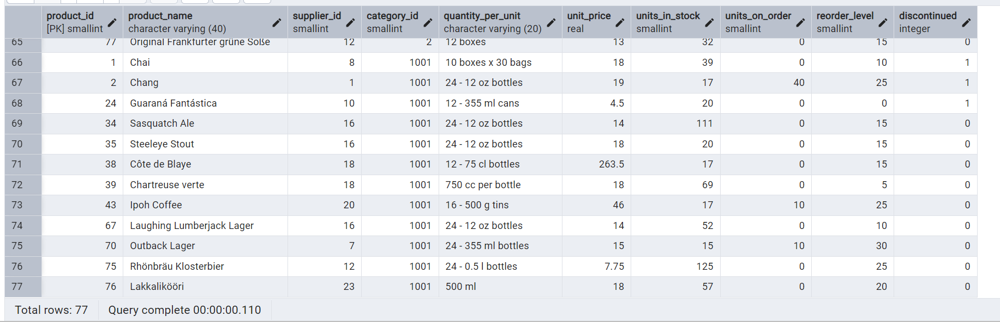 product_id product_name supplier_id category_id quantity_per_unit unit_price units_in_stock units_on_order reorder_level discontinued
[PK] smallint character varying (40) smallint smallint character varying (20) real smallint smallint smallint integer
65 77 Original Frankfurter grüne Soße 12 2 12 boxes 13 32 0 15 0
66 1 Chai 8 1001 10 boxes x 30 bags 18 39 0 10 1
67 2 Chang 1 1001 24 - 12 oz bottles 19 17 40 25 1
68 24 Guaraná Fantástica 10 1001 12 - 355 ml cans 4.5 20 0 0 1
69 34 Sasquatch Ale 16 1001 24 - 12 oz bottles 14 111 0 15 0
70 35 Steeleye Stout 16 1001 24 - 12 oz bottles 18 20 0 15 0
71 38 Côte de Blaye 18 1001 12 - 75 cl bottles 263.5 17 0 15 0
72 39 Chartreuse verte 18 1001 750 cc per bottle 18 69 0 5 0
73 43 Ipoh Coffee 20 1001 16 - 500 g tins 46 17 10 25 0
74 67 Laughing Lumberjack Lager 16 1001 24 - 12 oz bottles 14 52 0 10 0
75 70 Outback Lager 7 1001 24 - 355 ml bottles 15 15 10 30 0
76 75 Rhönbräu Klosterbier 12 1001 24 - 0.5 l bottles 7.75 125 0 25 0
77 76 Lakkalikööri 23 1001 500 ml 18 57 0 20 0
Total rows: 77 Query complete 00:00:00.110